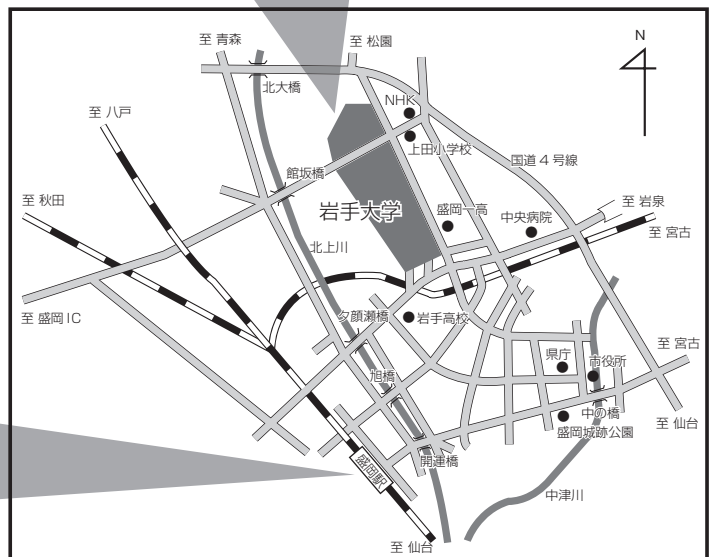 至 青森
至 松園
N
北大橋
NHK
至 八戸
上田小学校
国道４号線
館坂橋
至 秋田
岩手大学
盛岡一高
中央病院
至 岩泉
至 宮古
北上川
至 盛岡IC
夕顔瀬橋
岩手高校
県庁
市役所
至 宮古
旭橋
中の橋
至 仙台
盛岡城跡公園
開運橋
盛岡駅
中津川
至 仙台